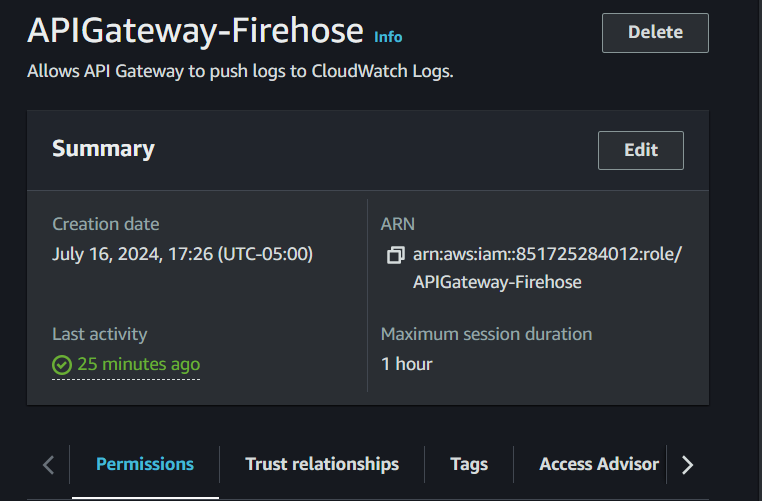 APIGateway-Firehose Info
Delete
Allows API Gateway to push logs to CloudWatch Logs.
Summary
Edit
Creation date
July 16, 2024, 17:26 (UTC-05:00)
ARN
arn:aws:iam::851725284012:role/
APIGateway-Firehose
Last activity
25 minutes ago
Maximum session duration
1 hour
Permissions
Trust relationships
Tags
Access Advisor